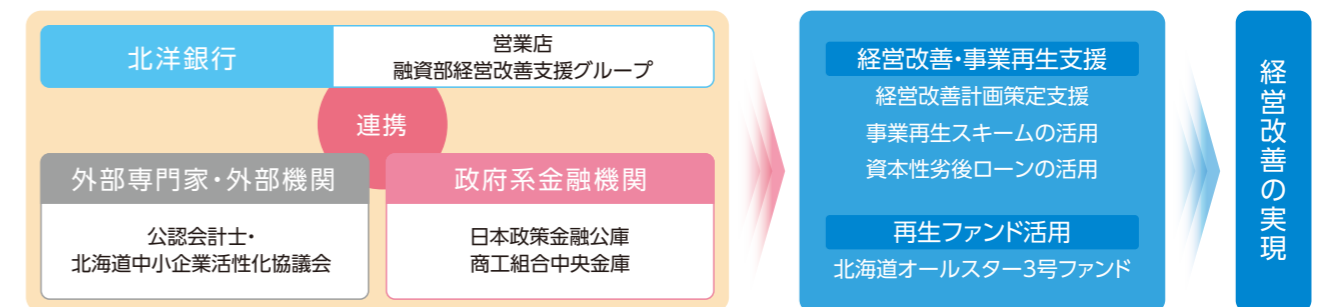 北洋銀行
営業店
融資部経営改善支援グループ
連携
外部専門家・外部機関
公認会計士・
北海道中小企業活性化協議会
政府系金融機関
日本政策金融公庫
商工組合中央金庫
経営改善・事業再生支援
経営改善計画策定支援
事業再生スキームの活用
資本性劣後ローンの活用
再生ファンド活用
北海道オールスター3号ファンド
経営改善の実現